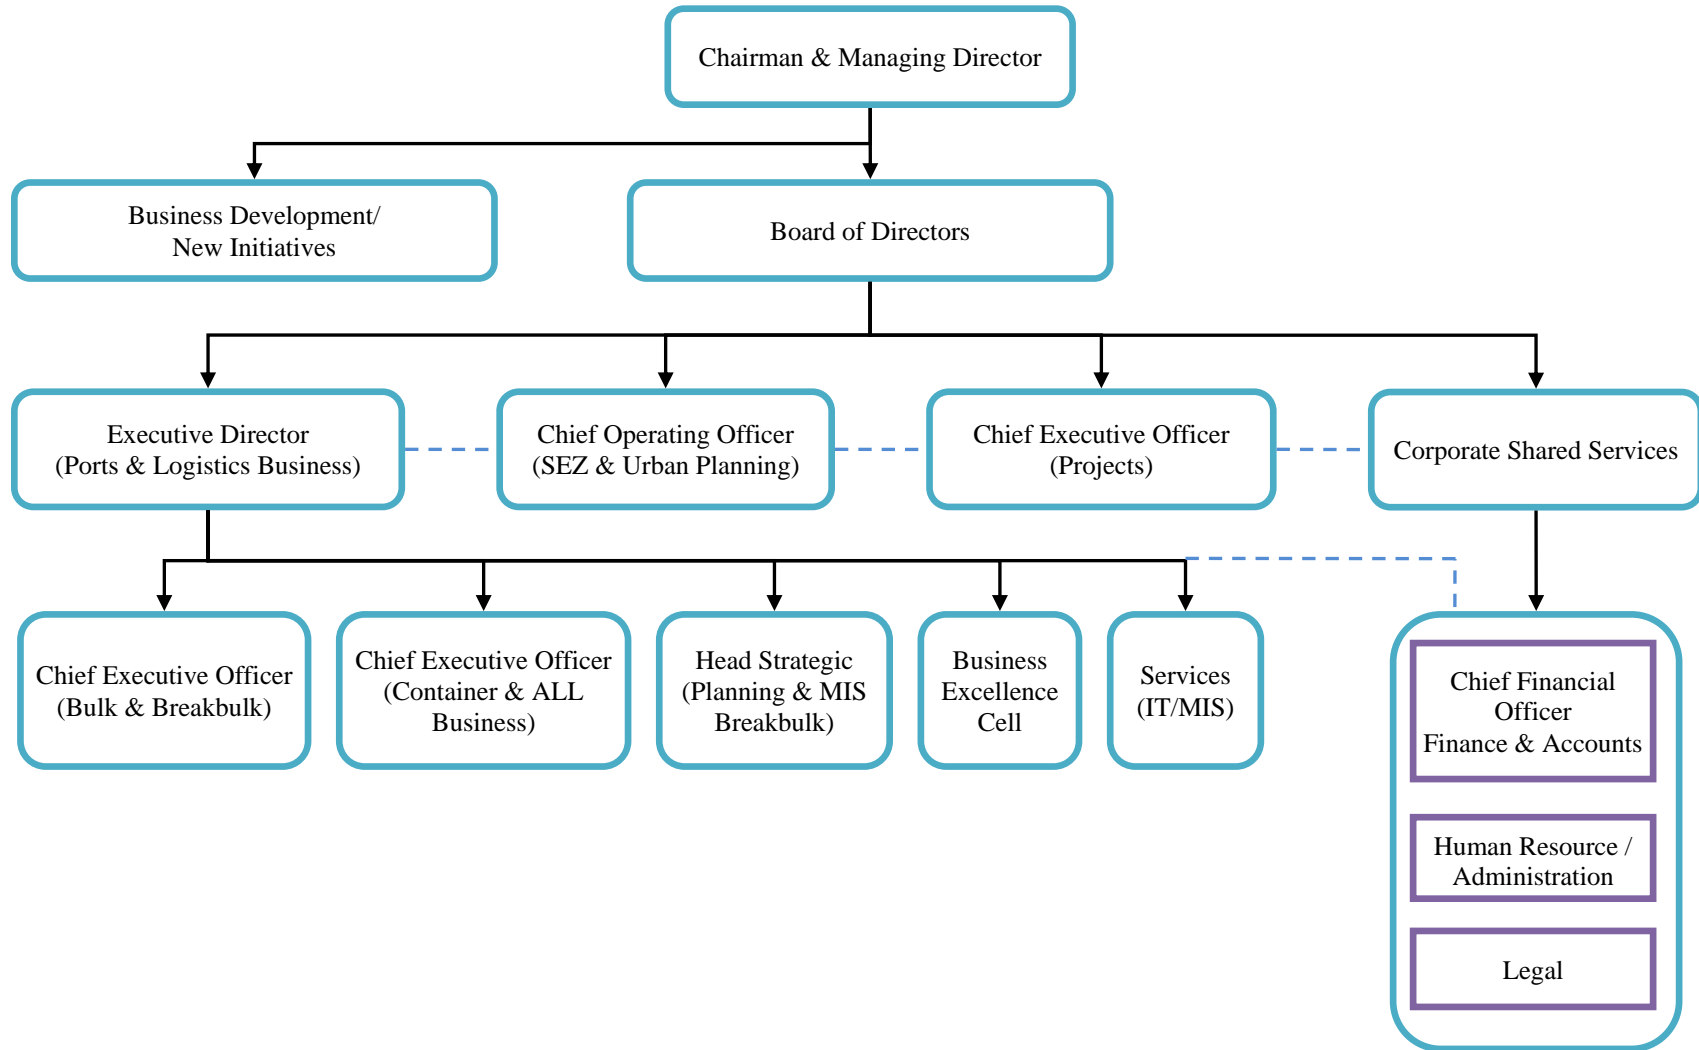 Chairman & Managing Director
Business Development/
New Initiatives
Board of Directors
Executive Director
(Ports & Logistics Business)
Chief Operating Officer
(SEZ & Urban Planning)
Chief Executive Officer
(Projects)
Corporate Shared Services
Chief Executive Officer
(Bulk & Breakbulk)
Chief Executive Officer
(Container & ALL
Business)
Head Strategic
(Planning & MIS
Breakbulk)
Business
Excellence
Cell
Services
(IT/MIS)
Chief Financial
Officer
Finance & Accounts
Human Resource /
Administration
Legal